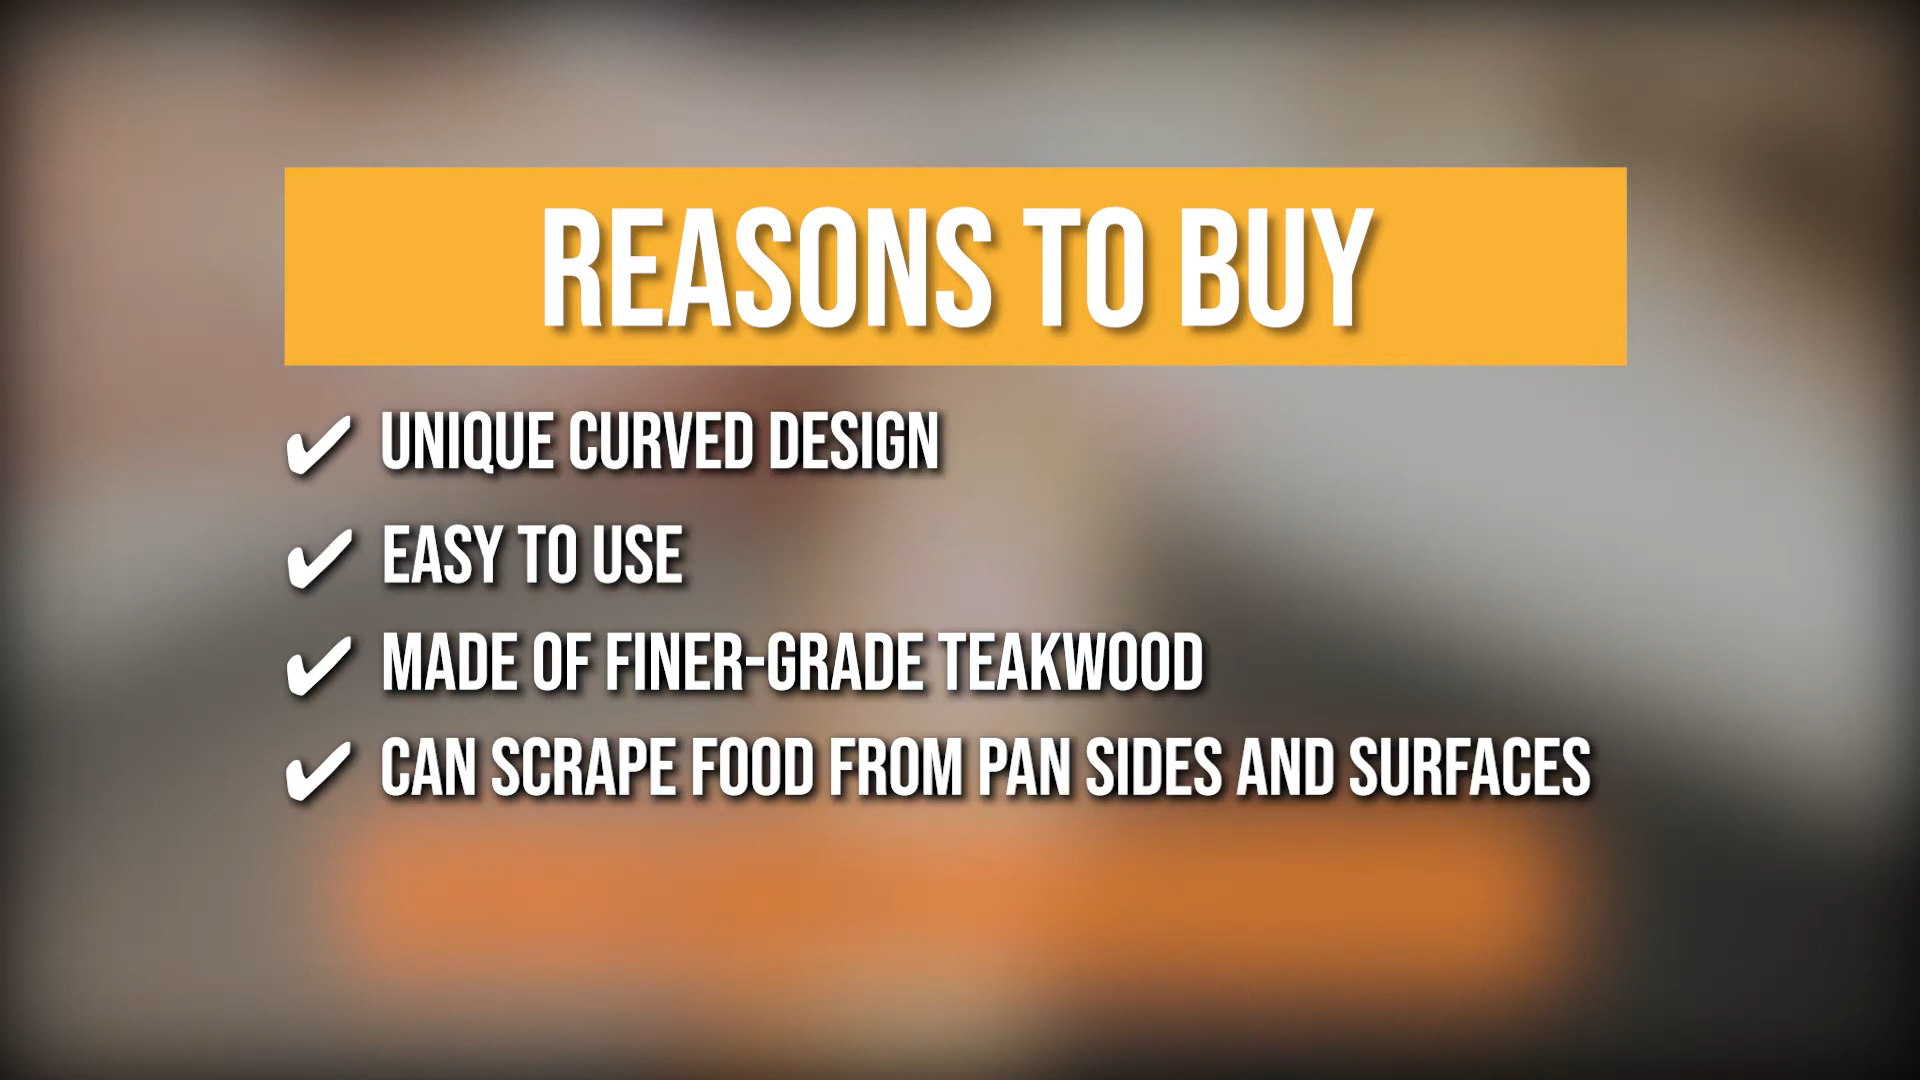 REASONS TO BUY
✔ UNIQUE CURVED DESIGN
✔ EASY TO USE
✔ MADE OF FINER-GRADE TEAKWOOD
✔ CAN SCRAPE FOOD FROM PAN SIDES AND SURFACES